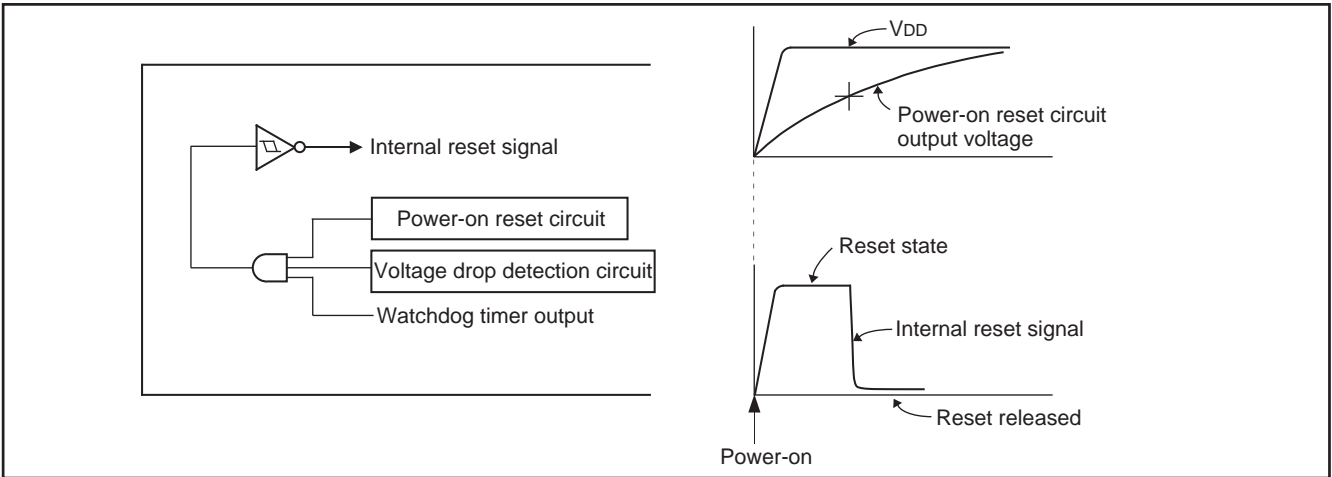 Internal reset signal
Power-on reset circuit
Voltage drop detection circuit
Watchdog timer output
VDD
Power-on reset circuit
output voltage
Reset state
Internal reset signal
Reset released
Power-on